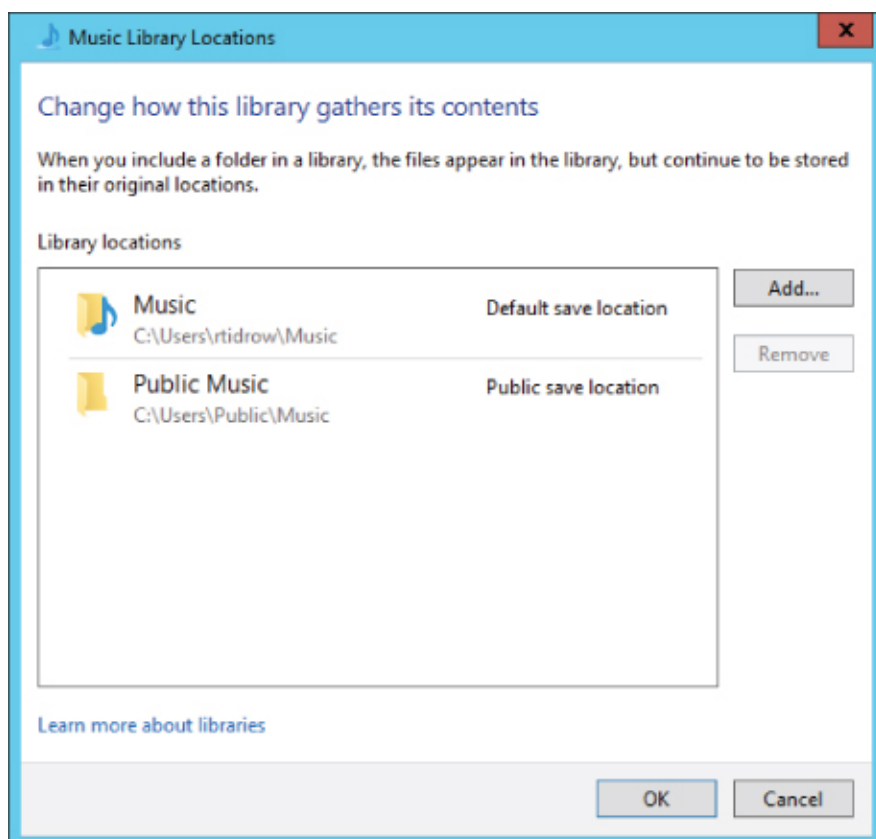 Music Library Locations
x
Change how this library gathers its contents
When you include a folder in a library, the files appear in the library, but continue to be stored
in their original locations.
Library locations
Music
Default save location
C:\Users\rtidrow\Music
Public Music
Public save location
C:\Users\Public\Music
Add...
Remove
Learn more about libraries
OK
Cancel